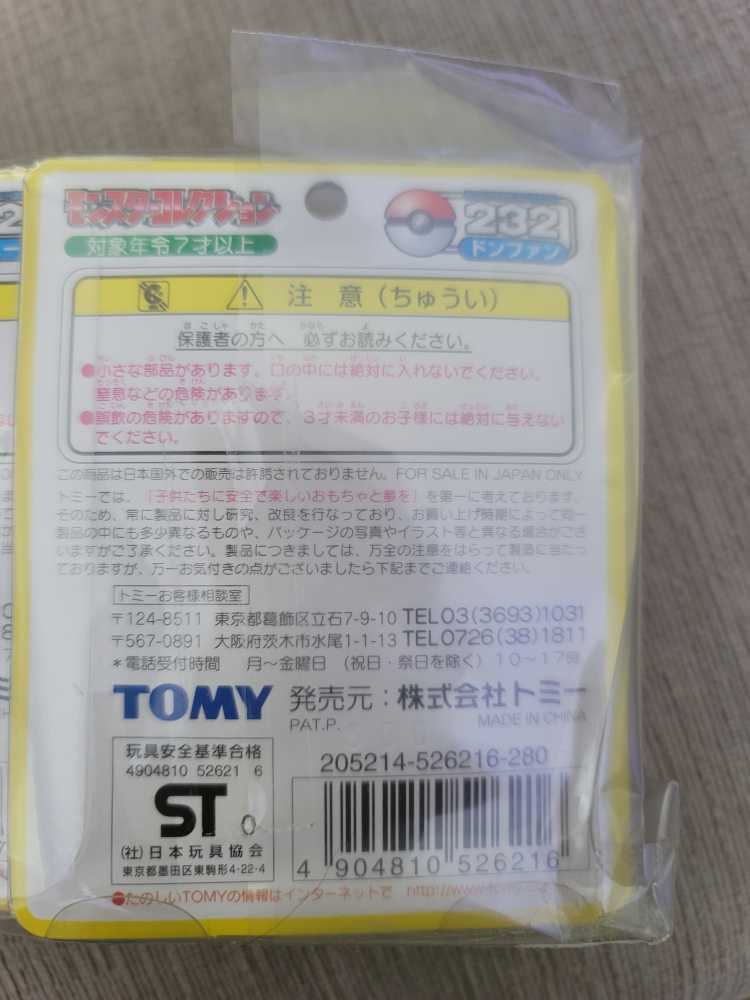 モンスターコレクション
対象年令7才以上
232
ドンファン
注 意(ちゅうい)
保護者の方へ 必ずお読みください。
●小さな部品があります。口の中には絶対に入れないでください。
窒息などの危険があります。
●誤飲の危険がありますので、3才未満のお子様には絶対に与えない
でください。
この商品は日本国外での販売は許諾されておりません。FOR SALE IN JAPAN ONLY
トミーでは、「子供たちに安全で楽しいおもちゃと夢を」を第一に考えております。
そのため、常に製品に対し研究、改良を行なっており、お買い上げ時期によって同一
製品の中にも多少異なるものや、パッケージの写真やイラスト等と異なる場合がござ
いますがご了承ください。製品につきましては、万全の注意をはらって製造に当たっ
ておりますが、万一お気付きの点がございましたら下記までご連絡ください。
トミーお客様相談室
〒124-8511 東京都葛飾区立石7-9-10 TEL03(3693)1031
〒567-0891 大阪府茨木市水尾1-1-13 TEL0726(38)1811
*電話受付時間 月〜金曜日 (祝日・祭日を除く) 10〜17時
TOMY 発売元:株式会社トミー
PAT.P. MADE IN CHINA
玩具安全基準合格
4904810 52621 6
ST 0
(社)日本玩具協会
東京都墨田区東駒形4-22-4
205214-526216-280
4 904810 526216
●たのしいTOMYの情報はインターネットで